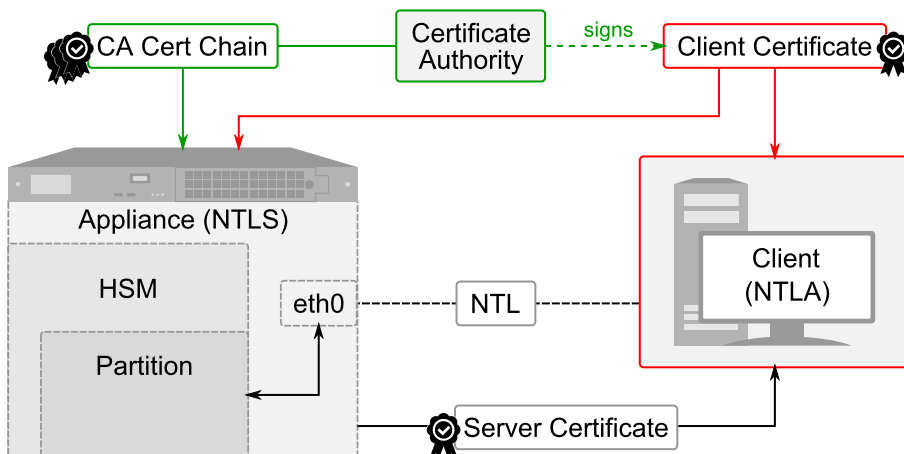 CA Cert Chain
Certificate
Authority
signs
Client Certificate
Appliance (NTLS)
HSM
Partition
eth0
NTL
Client
(NTLA)
Server Certificate